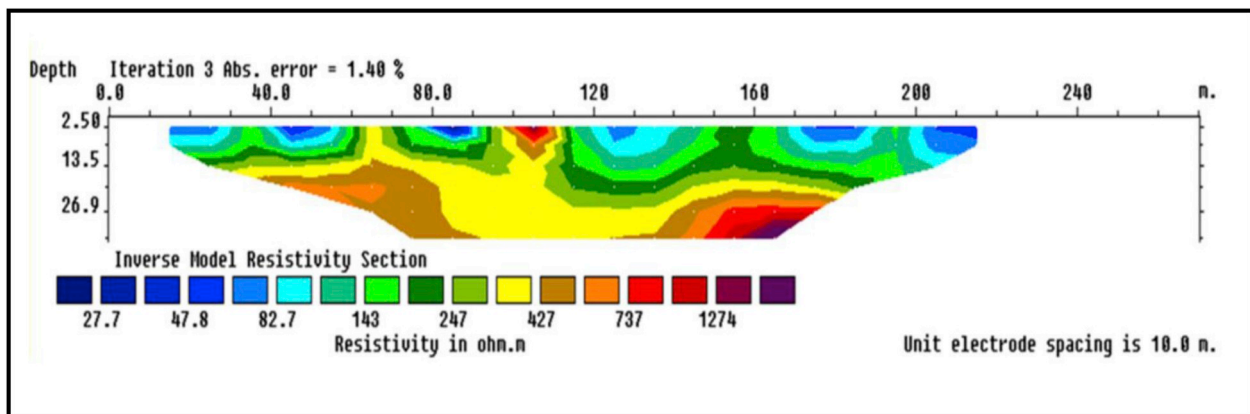 Depth Iteration 3 Abs. error = 1.40 %
0.0 40.0 80.0 120 160 200 240 m.
2.50
13.5
26.9
Inverse Model Resistivity Section
27.7 47.8 82.7 143 247 427 737 1274
Resistivity in ohm.m Unit electrode spacing is 10.0 m.